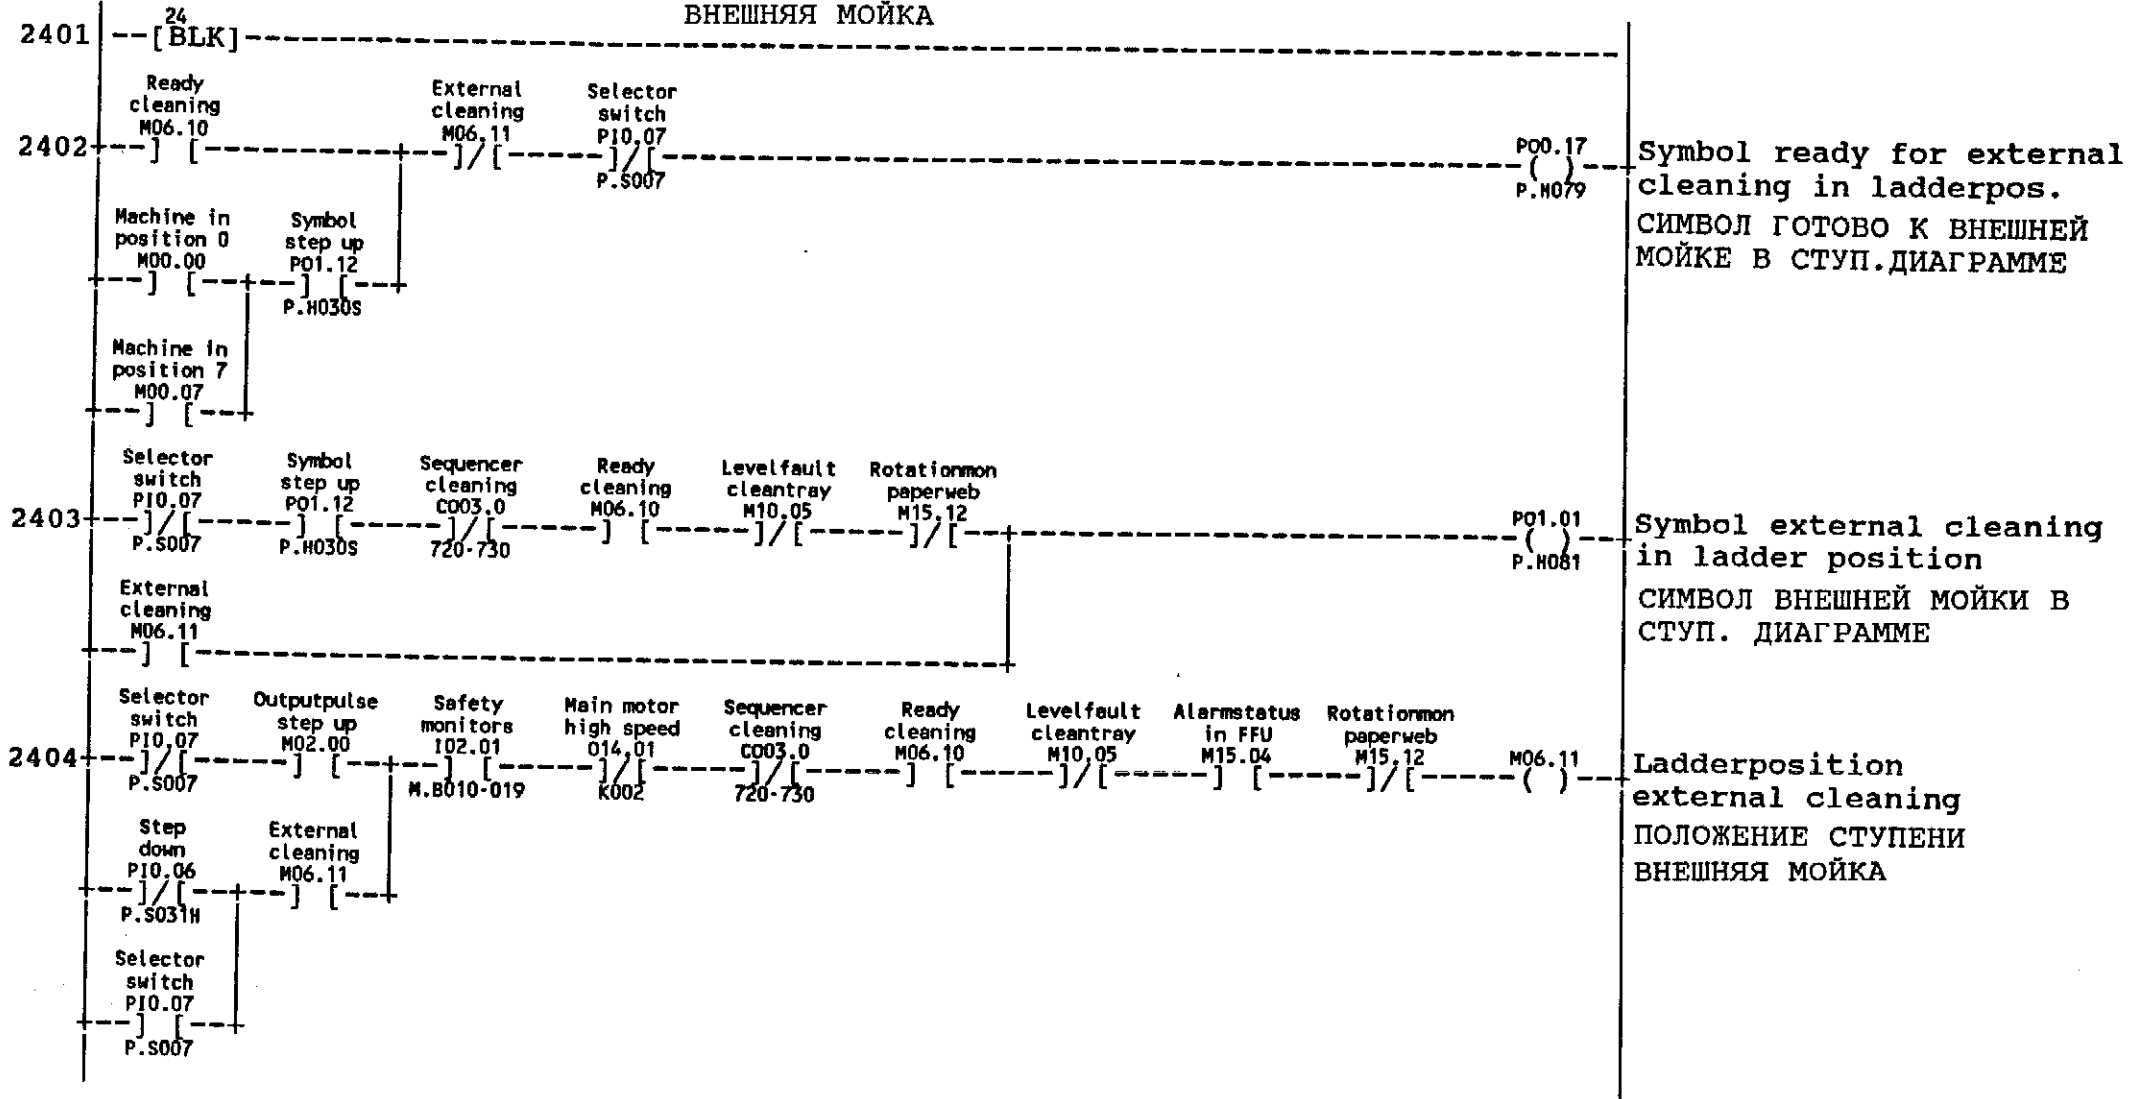 24
ВНЕШНЯЯ МОЙКА
2401 --[BLK]--
Ready cleaning M06.10
External cleaning M06.11
Selector switch PI0.07 P.S007
2402
P00.17 P.H079
Symbol ready for external
cleaning in ladderpos.
СИМВОЛ ГОТОВО К ВНЕШНЕЙ
МОЙКЕ В СТУП.ДИАГРАММЕ
Machine in position 0 M00.00
Symbol step up P01.12 P.H030S
Machine in position 7 M00.07
2403
Selector switch PI0.07 P.S007
Symbol step up P01.12 P.H030S
Sequencer cleaning C003.0 720-730
Ready cleaning M06.10
Levelfault cleantray M10.05
Rotationmon paperweb M15.12
P01.01 P.H081
Symbol external cleaning
in ladder position
СИМВОЛ ВНЕШНЕЙ МОЙКИ В
СТУП. ДИАГРАММЕ
External cleaning M06.11
2404
Selector switch PI0.07 P.S007
Outputpulse step up M02.00
Safety monitors I02.01 M.B010-019
Main motor high speed O14.01 K002
Sequencer cleaning C003.0 720-730
Ready cleaning M06.10
Levelfault cleantray M10.05
Alarmstatus in FFU M15.04
Rotationmon paperweb M15.12
M06.11
Ladderposition
external cleaning
ПОЛОЖЕНИЕ СТУПЕНИ
ВНЕШНЯЯ МОЙКА
Step down PI0.06 P.S031H
External cleaning M06.11
Selector switch PI0.07 P.S007